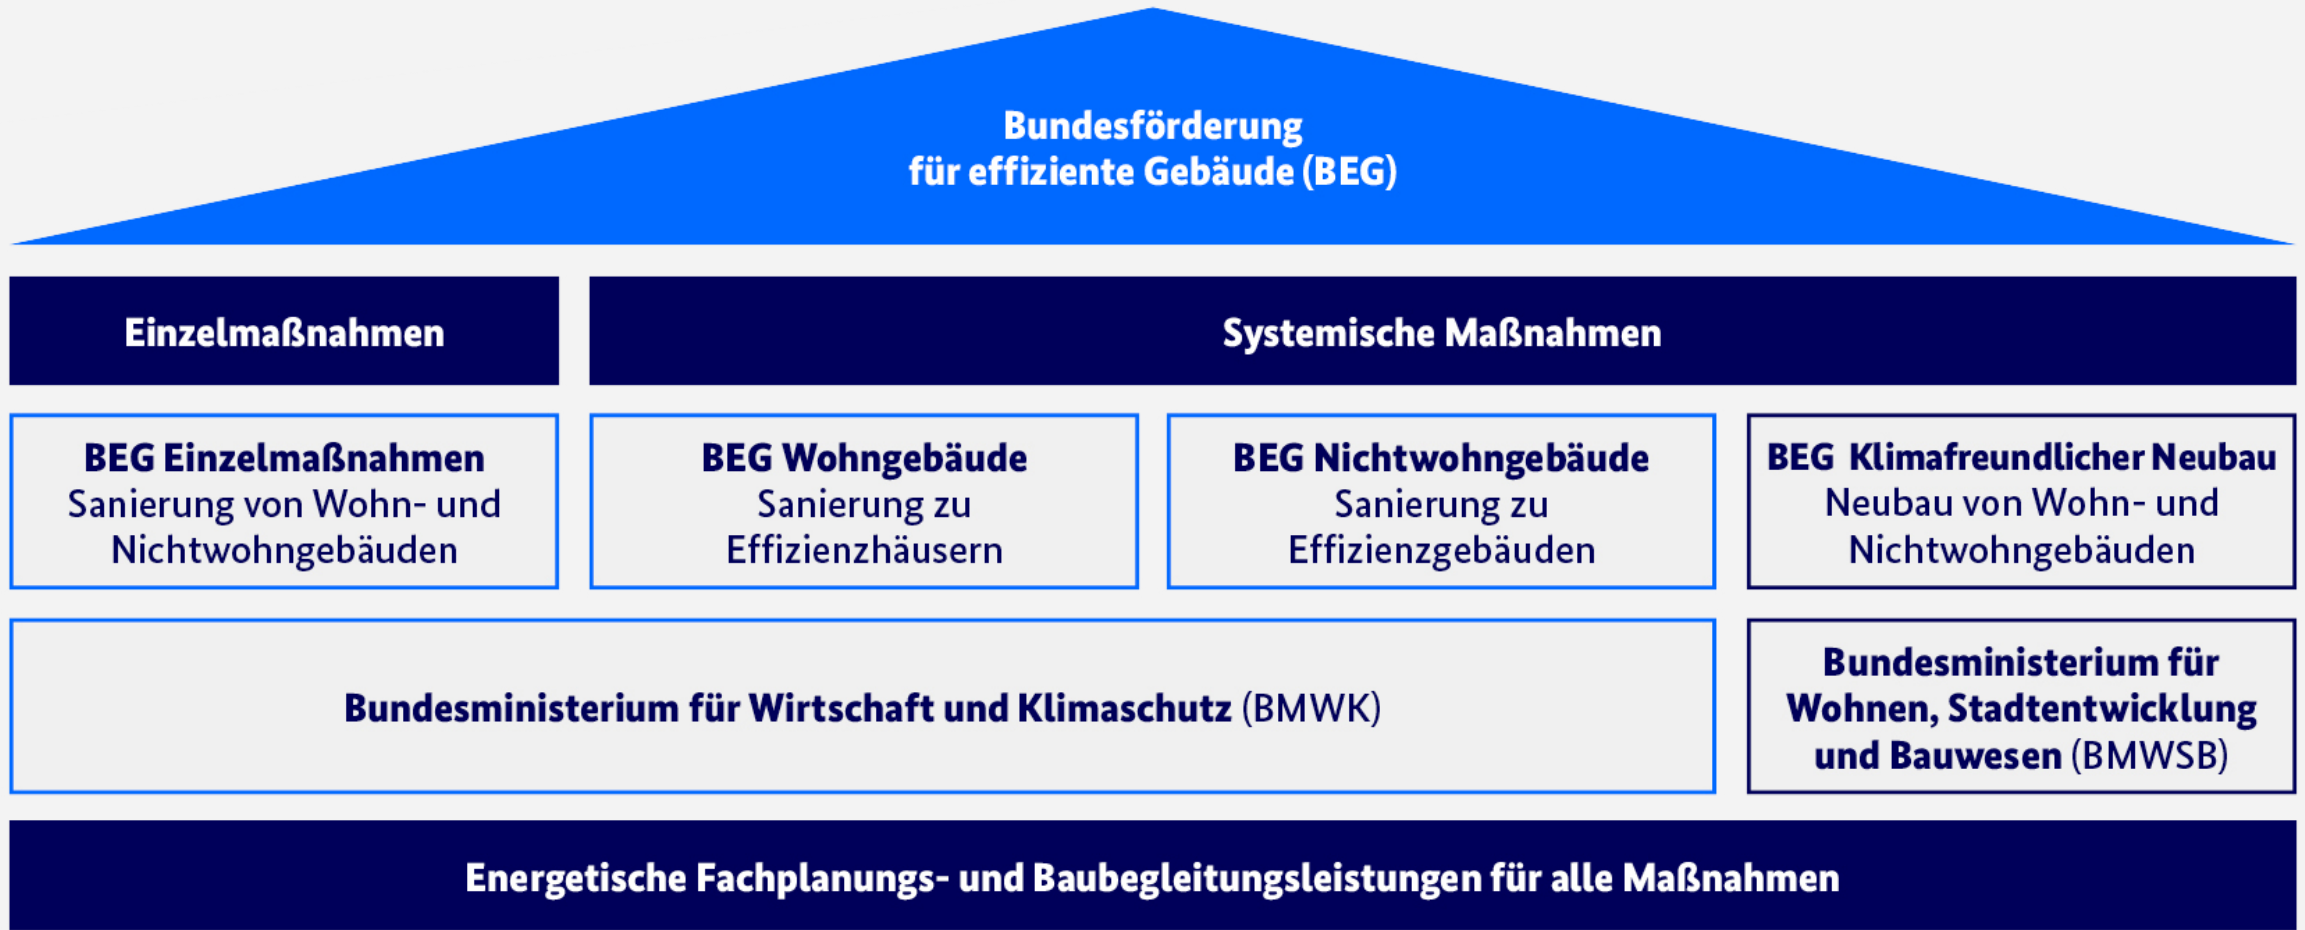 Bundesförderung
für effiziente Gebäude (BEG)
Einzelmaßnahmen
Systemische Maßnahmen
BEG Einzelmaßnahmen
Sanierung von Wohn- und
Nichtwohngebäuden
BEG Wohngebäude
Sanierung zu
Effizienzhäusern
BEG Nichtwohngebäude
Sanierung zu
Effizienzgebäuden
BEG Klimafreundlicher Neubau
Neubau von Wohn- und
Nichtwohngebäuden
Bundesministerium für Wirtschaft und Klimaschutz (BMWK)
Bundesministerium für
Wohnen, Stadtentwicklung
und Bauwesen (BMWSB)
Energetische Fachplanungs- und Baubegleitungsleistungen für alle Maßnahmen